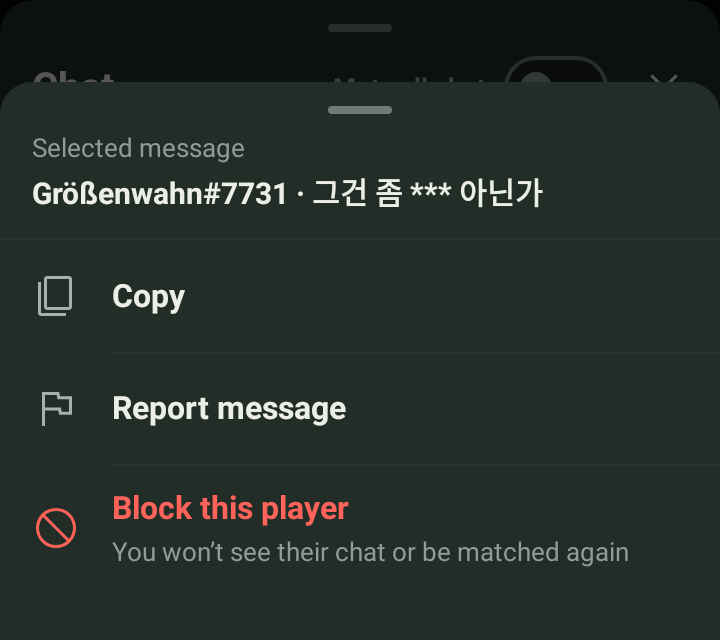 Chat
Selected message
Größenwahn#7731 · 그건 좀 *** 아닌가
Copy
Report message
Block this player
You won’t see their chat or be matched again